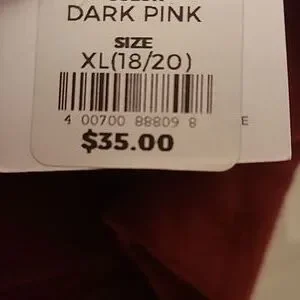 DARK PINK
SIZE
XL(18/20)
4 00700 88809 8
E
$35.00